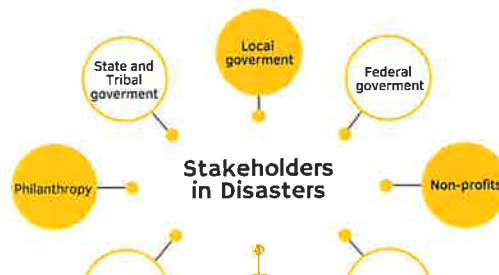 Local
goverment
State and
Tribal
goverment
Federal
goverment
Stakeholders
in Disasters
Philanthropy
Non-profits